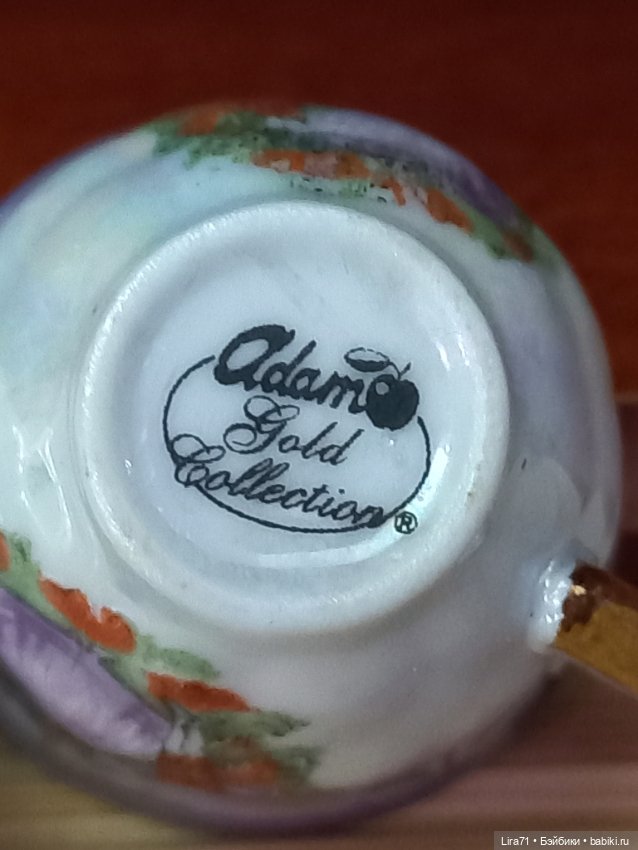 adam
Gold
Collection®
Lira71 • Бэйбики • babiki.ru